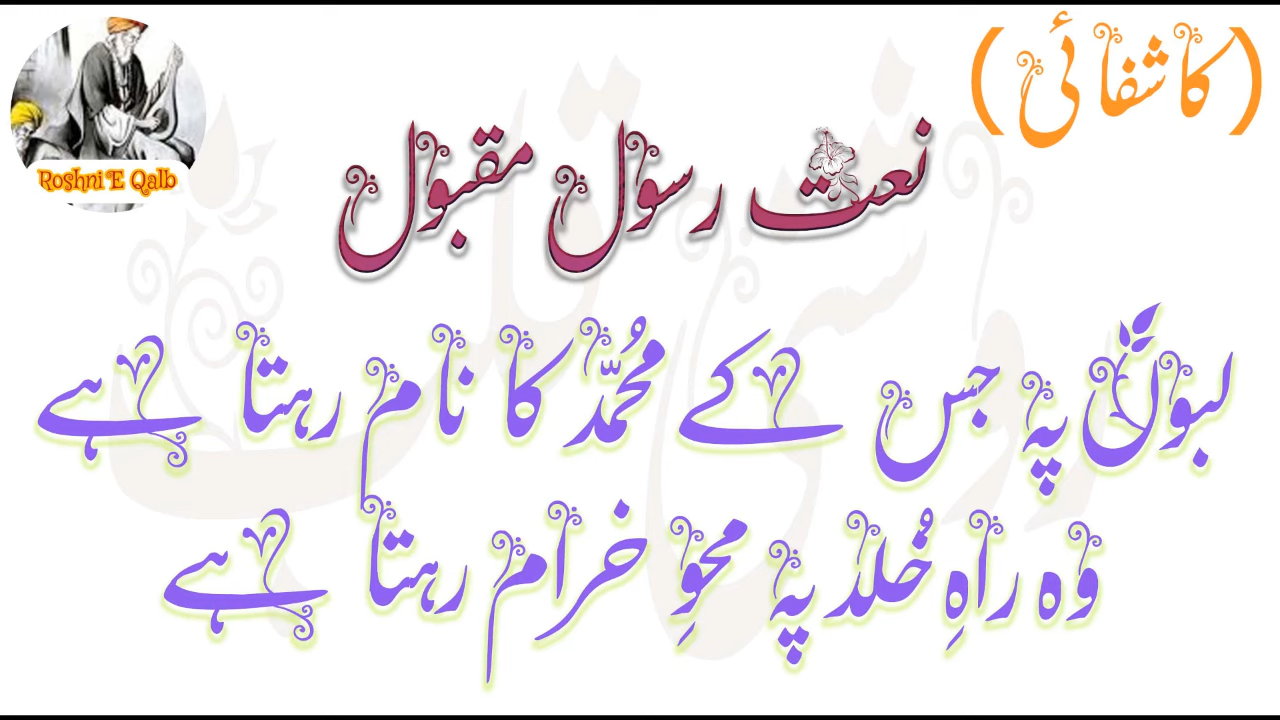 (کاشفائی)
Roshni E Qalb
نعت رسول مقبول
لبوں پہ جس کے محُمّد کا نام رہتا ہے
وہ راہِ خُلد پہ محوِ خرام رہتا ہے